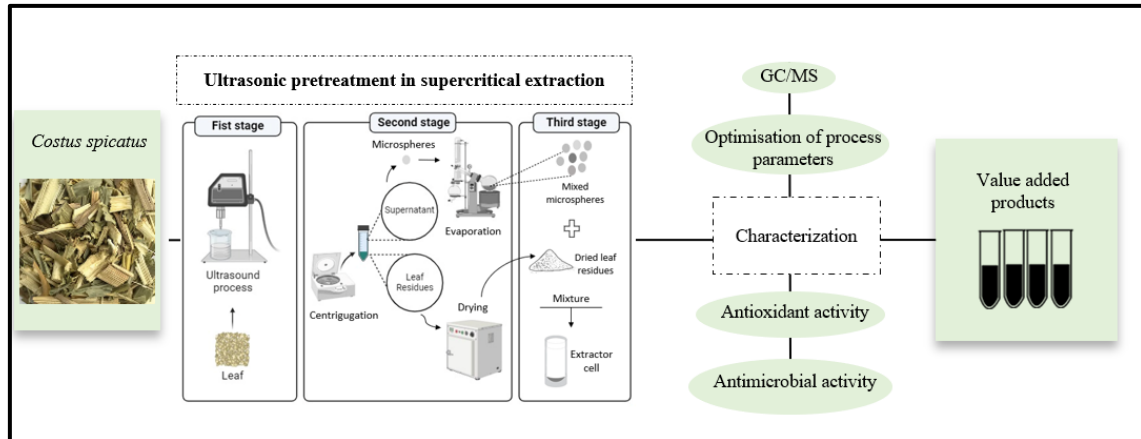 Ultrasonic pretreatment in supercritical extraction
Costus spicatus
Fist stage
Ultrasound
process
Leaf
Second stage
Microspheres
Supernatant
Evaporation
Leaf
Residues
Centrigugation
Drying
Third stage
Mixed
microspheres
Dried leaf
residues
Mixture
Extractor
cell
GC/MS
Optimisation of process
parameters
Characterization
Antioxidant activity
Antimicrobial activity
Value added
products